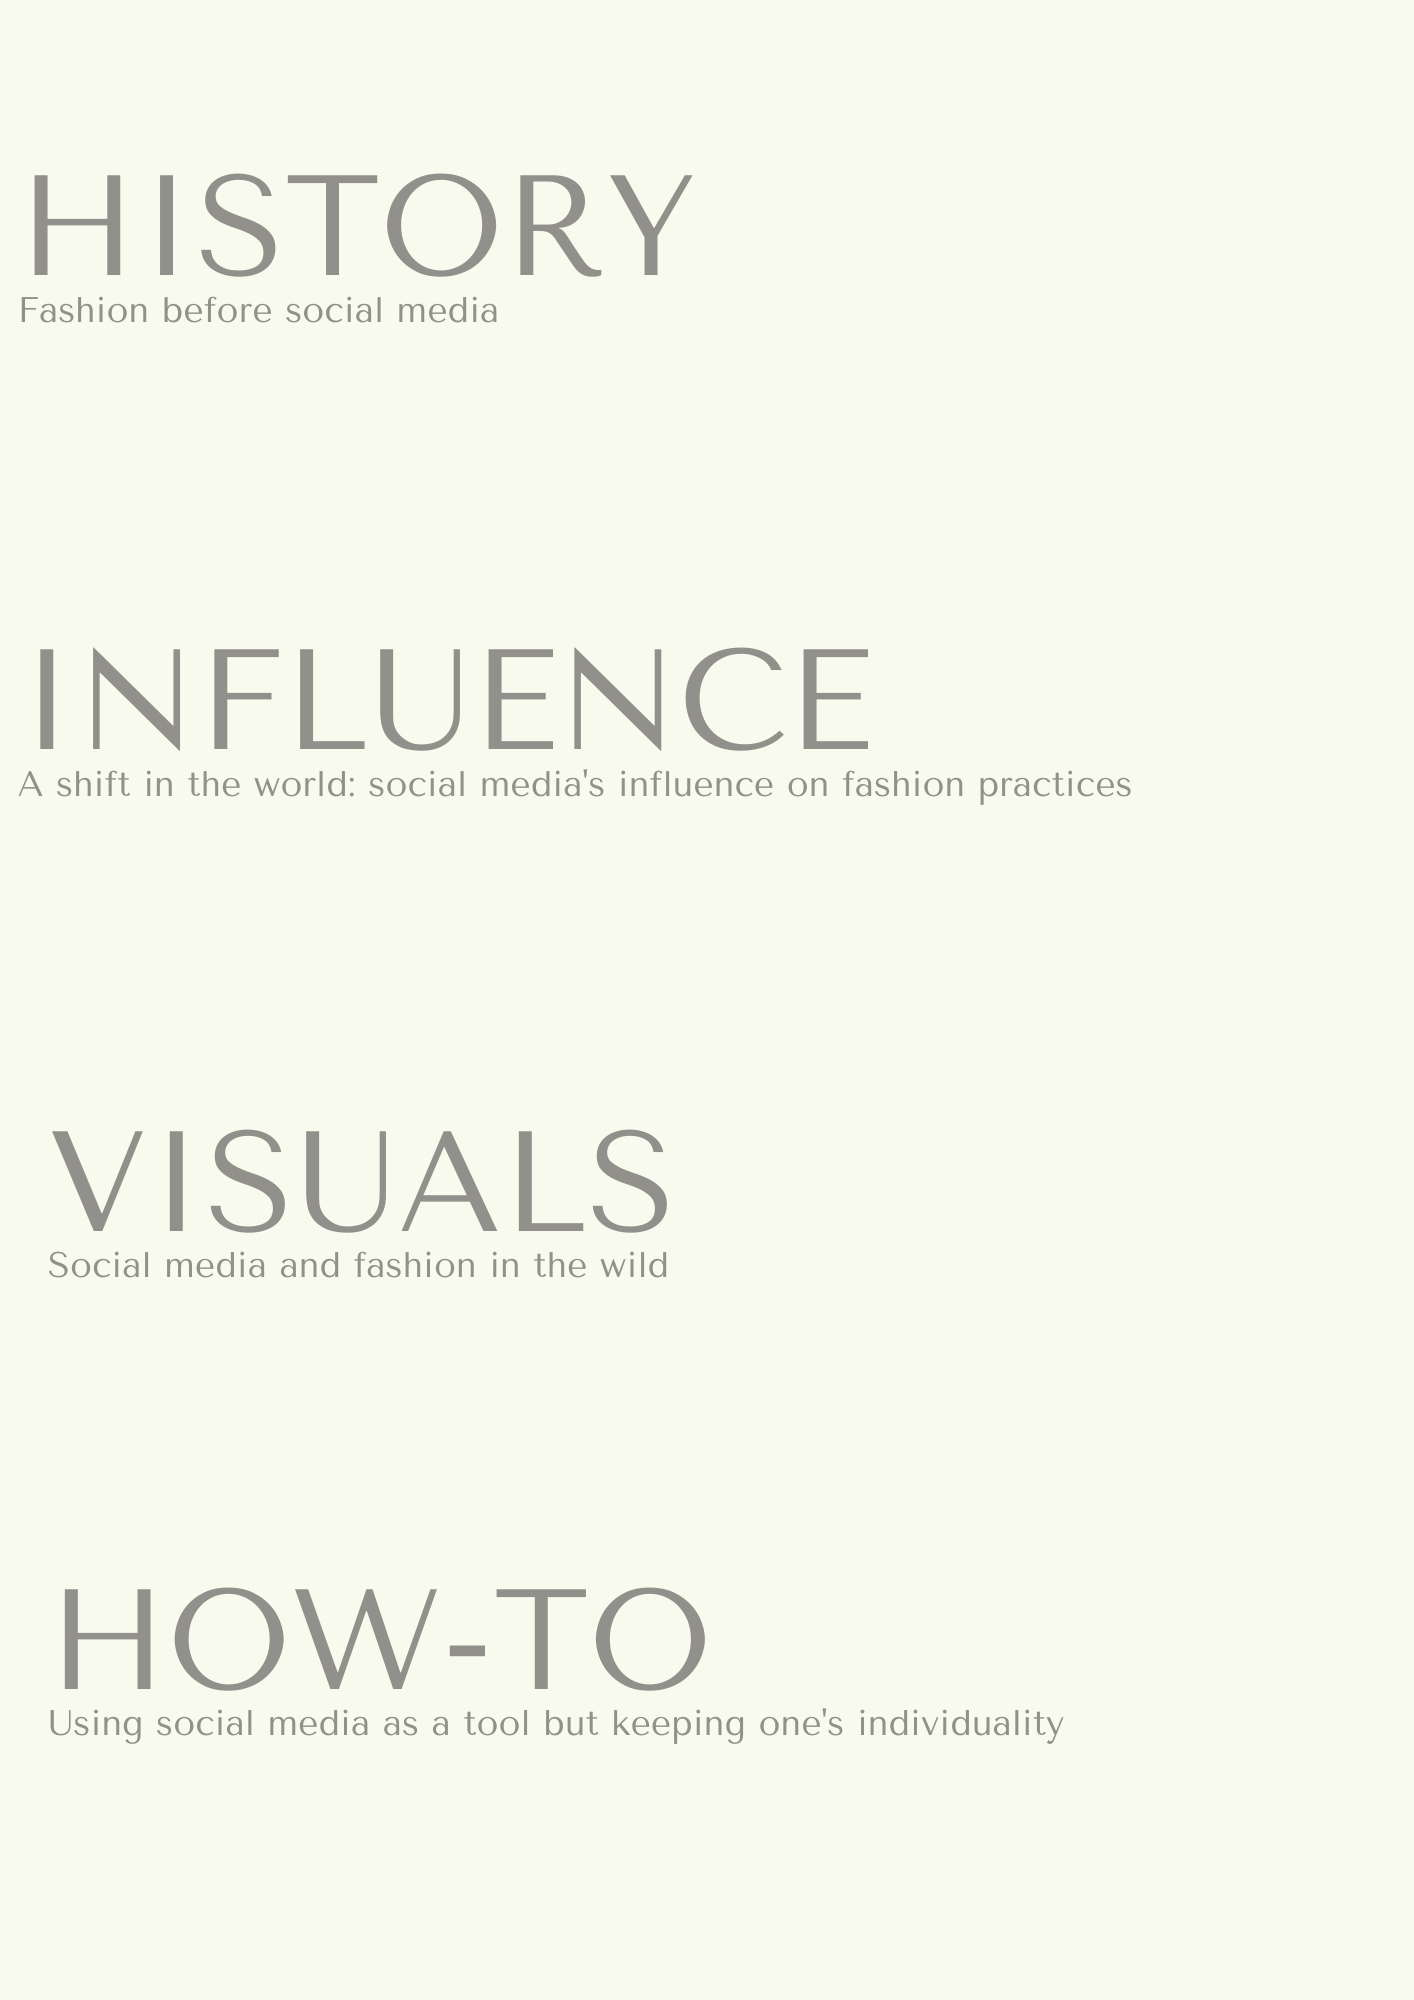 HISTORY
Fashion before social media
INFLUENCE
A shift in the world: social media's influence on fashion practices
VISUALS
Social media and fashion in the wild
HOW-TO
Using social media as a tool but keeping one's individuality